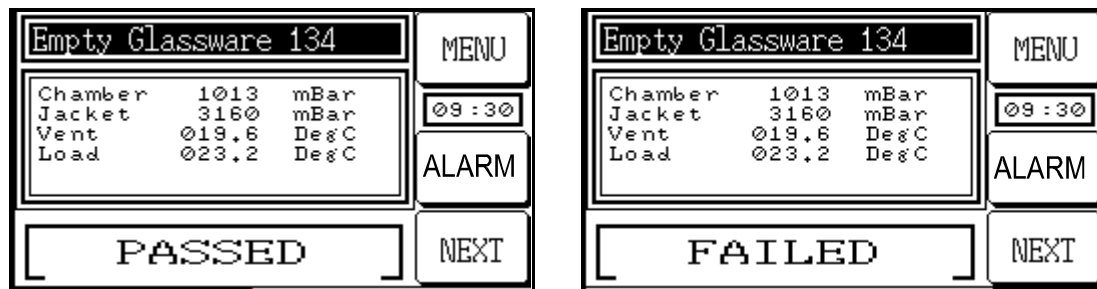 Empty Glassware 134
MENU
Chamber 1013 mBar
Jacket 3160 mBar
Vent 019.6 DegC
Load 023.2 DegC
09:30
ALARM
PASSED
NEXT
Empty Glassware 134
MENU
Chamber 1013 mBar
Jacket 3160 mBar
Vent 019.6 DegC
Load 023.2 DegC
09:30
ALARM
FAILED
NEXT